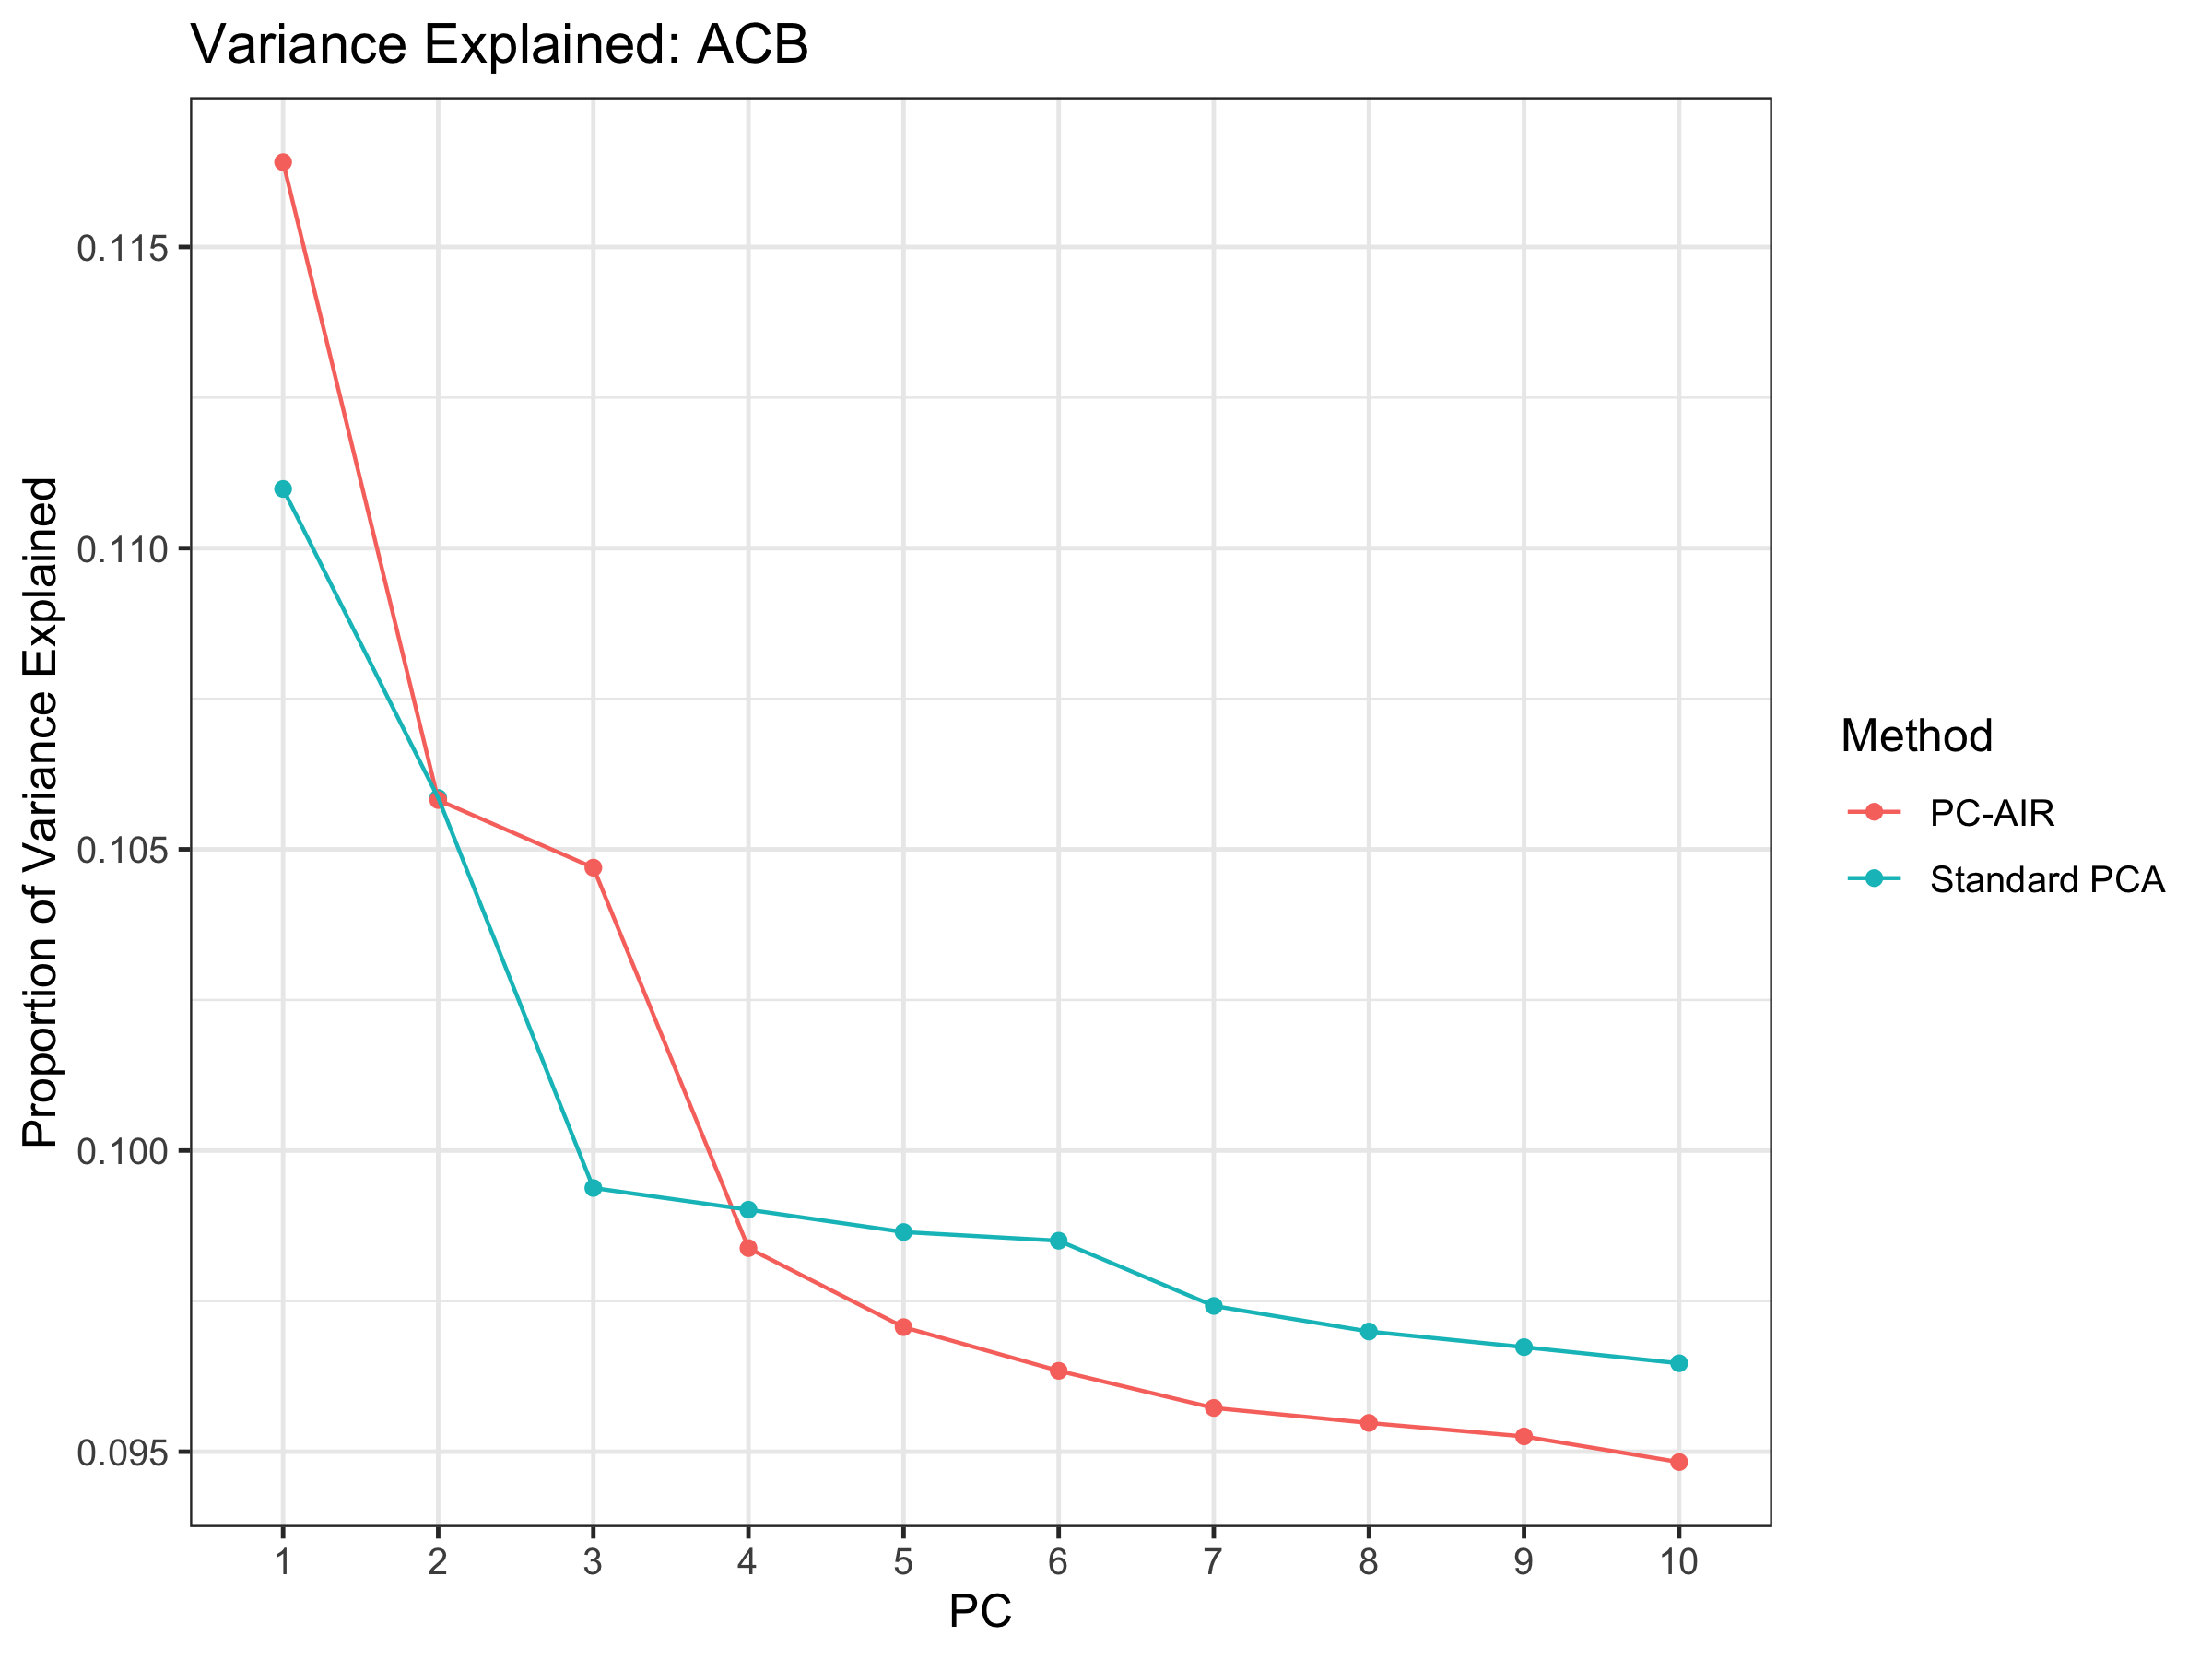 Variance Explained: ACB
Proportion of Variance Explained
0.115
0.110
0.105
0.100
0.095
1 2 3 4 5 6 7 8 9 10
PC
Method
PC-AIR
Standard PCA